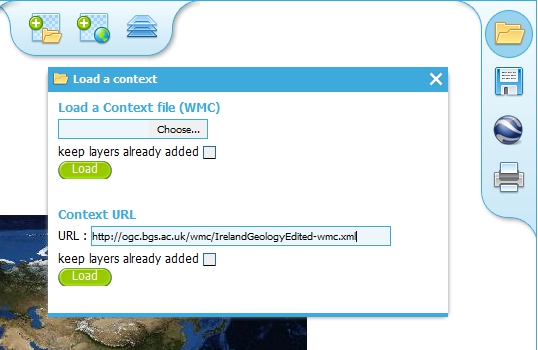 Load a context
Load a Context file (WMC)
Choose...
keep layers already added
Load
Context URL
URL : http://ogc.bgs.ac.uk/wmc/IrelandGeologyEdited-wmc.xml
keep layers already added
Load